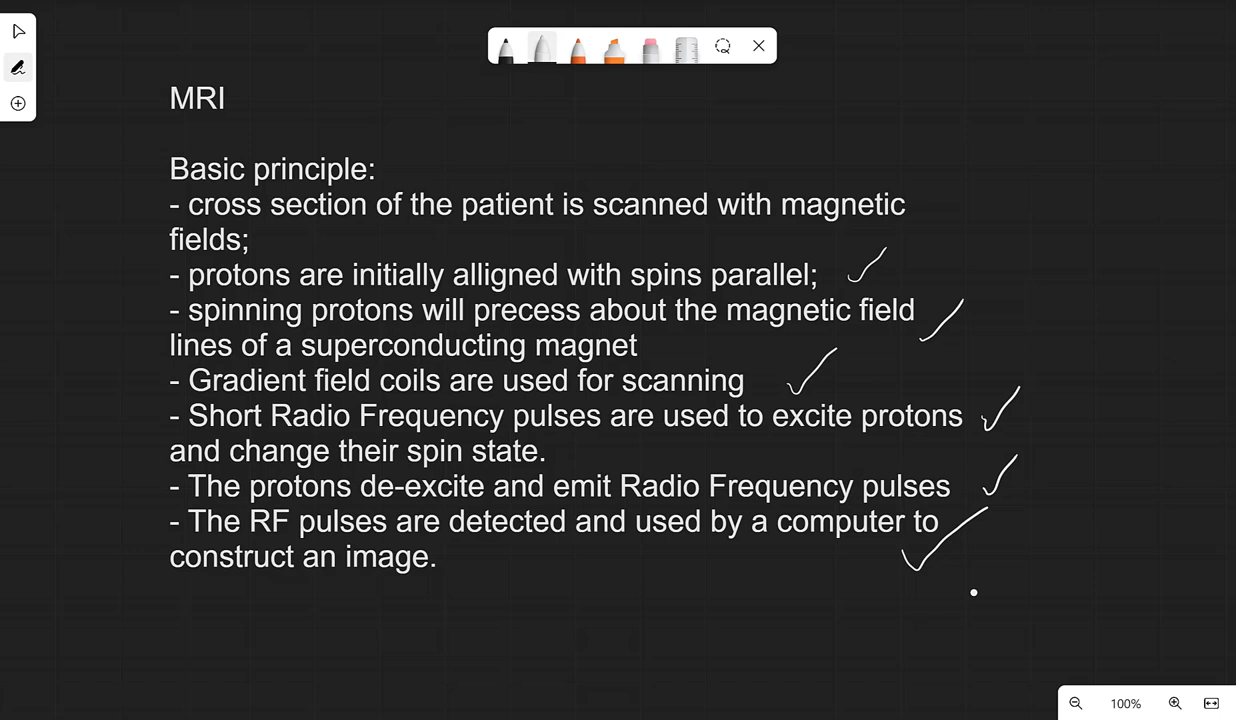 MRI
Basic principle:
- cross section of the patient is scanned with magnetic
fields;
- protons are initially alligned with spins parallel;
- spinning protons will precess about the magnetic field
lines of a superconducting magnet
- Gradient field coils are used for scanning
- Short Radio Frequency pulses are used to excite protons
and change their spin state.
- The protons de-excite and emit Radio Frequency pulses
- The RF pulses are detected and used by a computer to
construct an image.
100%